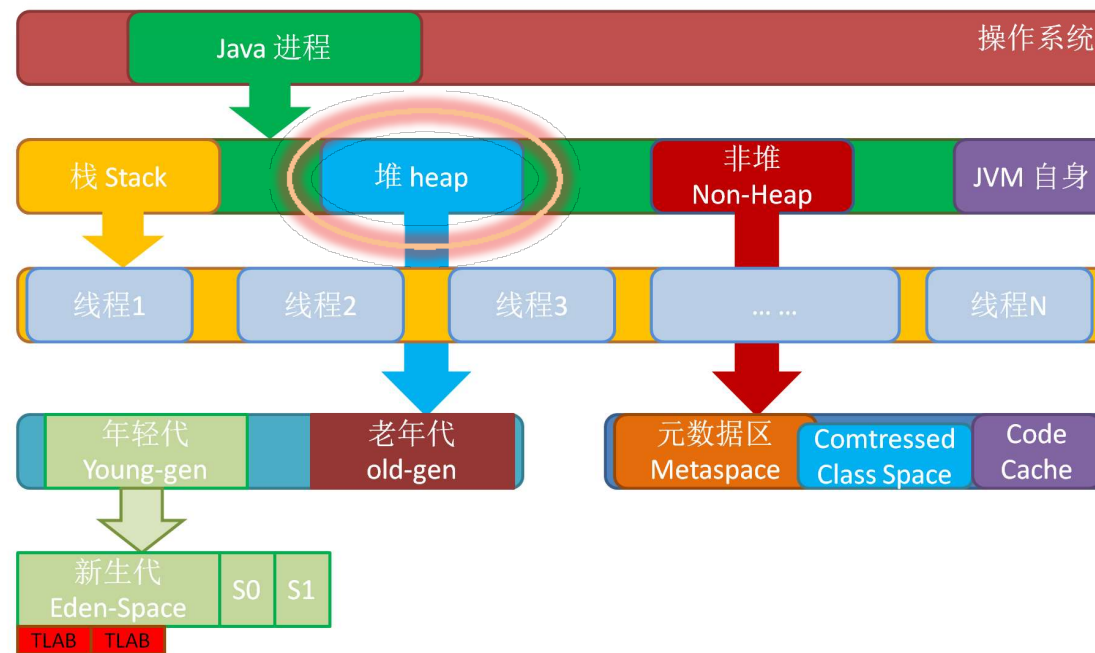 Java 进程
操作系统
栈 Stack
堆 heap
非堆
Non-Heap
JVM 自身
线程1
线程2
线程3
... ...
线程N
年轻代
Young-gen
老年代
old-gen
元数据区
Metaspace
Comtressed
Class Space
Code
Cache
新生代
Eden-Space
S0
S1
TLAB
TLAB